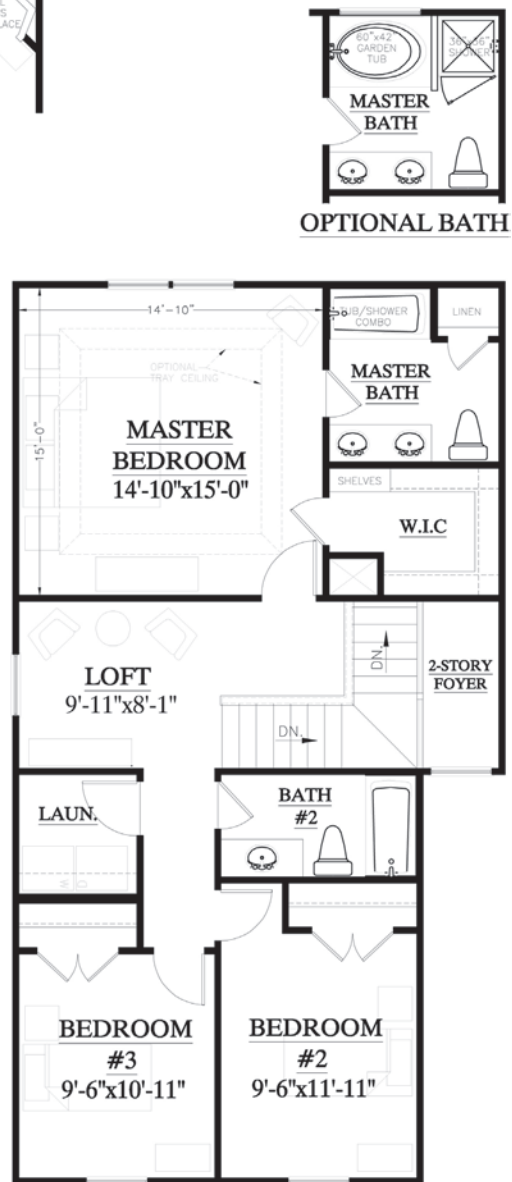 LACE
60"x42"
GARDEN
TUB
36"x36"
SHOWER
MASTER
BATH
OPTIONAL BATH
14'-10"
TUB/SHOWER
COMBO
LINEN
OPTIONAL
TRAY CEILING
MASTER
BATH
15'-0"
MASTER
BEDROOM
14'-10"x15'-0"
SHELVES
W.I.C
LOFT
9'-11"x8'-1"
DN.
2-STORY
FOYER
DN.
LAUN.
BATH
#2
W
D
BEDROOM
#3
9'-6"x10'-11"
BEDROOM
#2
9'-6"x11'-11"